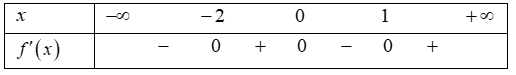 x −∞ −2 0 1 +∞
f′(x) − 0 + 0 − 0 +